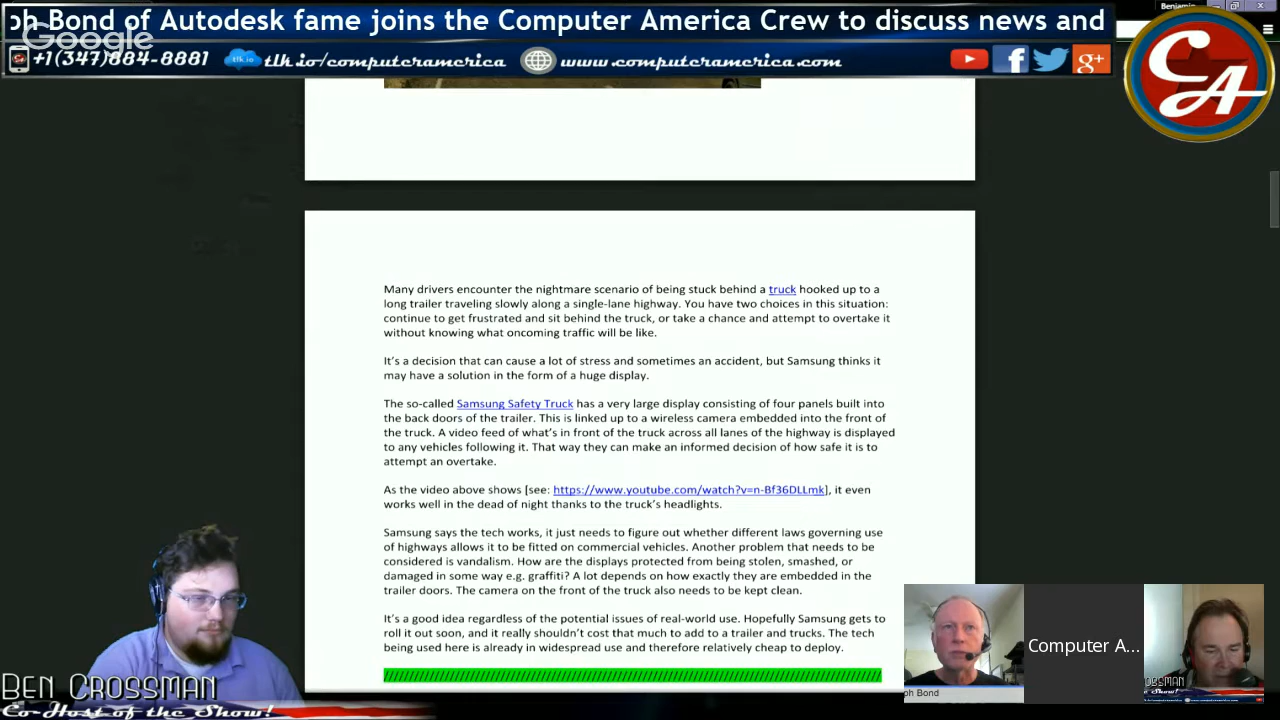 ph Bond of Autodesk fame joins the Computer America Crew to discuss news and
Benjamin
Google
+1(347)884-8881
tlk.io
tlk.io/computeramerica
www.computeramerica.com
f
g+
CA
Many drivers encounter the nightmare scenario of being stuck behind a truck hooked up to a
long trailer traveling slowly along a single-lane highway. You have two choices in this situation:
continue to get frustrated and sit behind the truck, or take a chance and attempt to overtake it
without knowing what oncoming traffic will be like.
It's a decision that can cause a lot of stress and sometimes an accident, but Samsung thinks it
may have a solution in the form of a huge display.
The so-called Samsung Safety Truck has a very large display consisting of four panels built into
the back doors of the trailer. This is linked up to a wireless camera embedded into the front of
the truck. A video feed of what's in front of the truck across all lanes of the highway is displayed
to any vehicles following it. That way they can make an informed decision of how safe it is to
attempt an overtake.
As the video above shows [see: https://www.youtube.com/watch?v=n-Bf36DLLmk], it even
works well in the dead of night thanks to the truck's headlights.
Samsung says the tech works, it just needs to figure out whether different laws governing use
of highways allows it to be fitted on commercial vehicles. Another problem that needs to be
considered is vandalism. How are the displays protected from being stolen, smashed, or
damaged in some way e.g. graffiti? A lot depends on how exactly they are embedded in the
trailer doors. The camera on the front of the truck also needs to be kept clean.
It's a good idea regardless of the potential issues of real-world use. Hopefully Samsung gets to
roll it out soon, and it really shouldn't cost that much to add to a trailer and trucks. The tech
being used here is already in widespread use and therefore relatively cheap to deploy.
////////////////////////////////////////////////////////////////////////////////
Ben Crossman
Co-Host of the Show!
ph Bond
Computer A...
OSSMAN
the Show!